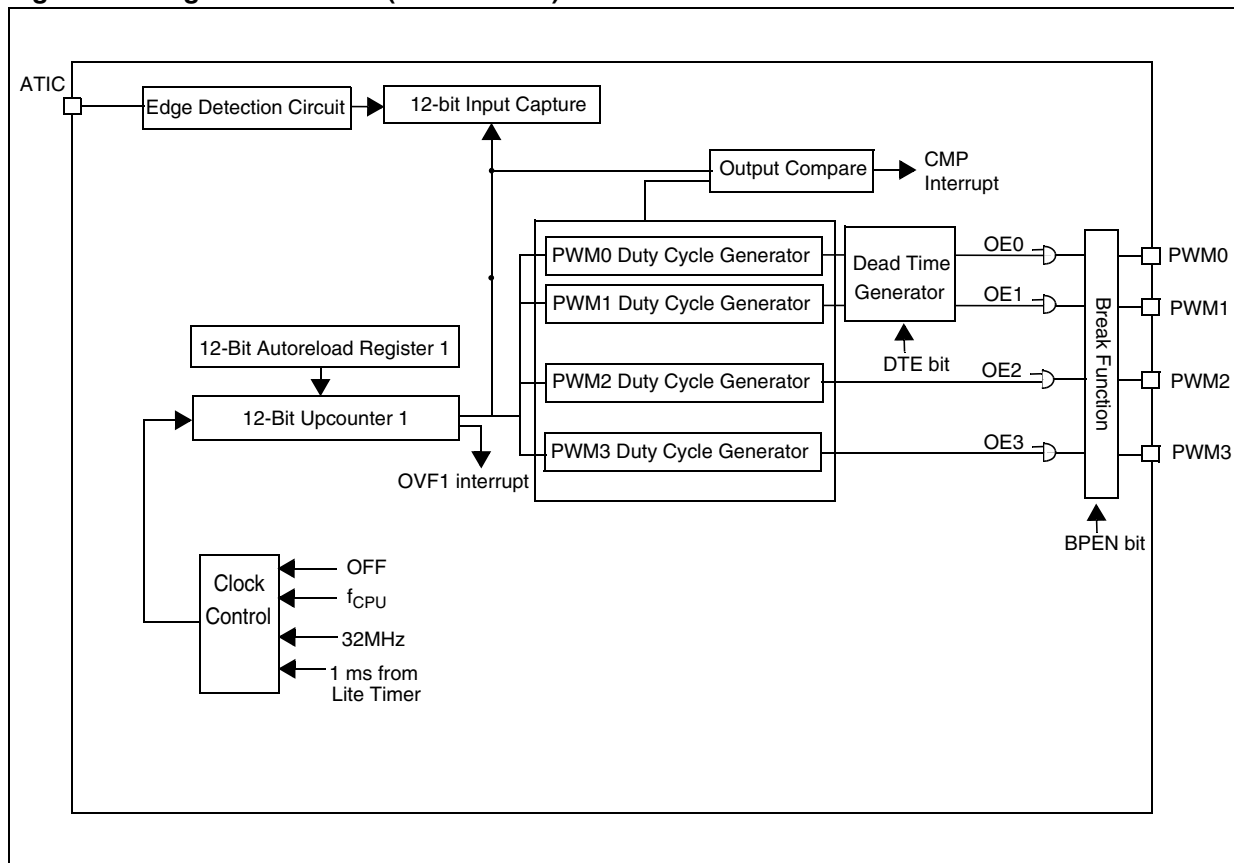 ATIC
Edge Detection Circuit
12-bit Input Capture
Output Compare
CMP
Interrupt
PWM0 Duty Cycle Generator
PWM1 Duty Cycle Generator
PWM2 Duty Cycle Generator
PWM3 Duty Cycle Generator
Dead Time
Generator
DTE bit
OE0
OE1
OE2
OE3
Break Function
BPEN bit
PWM0
PWM1
PWM2
PWM3
12-Bit Autoreload Register 1
12-Bit Upcounter 1
OVF1 interrupt
Clock
Control
OFF
fCPU
32MHz
1 ms from
Lite Timer